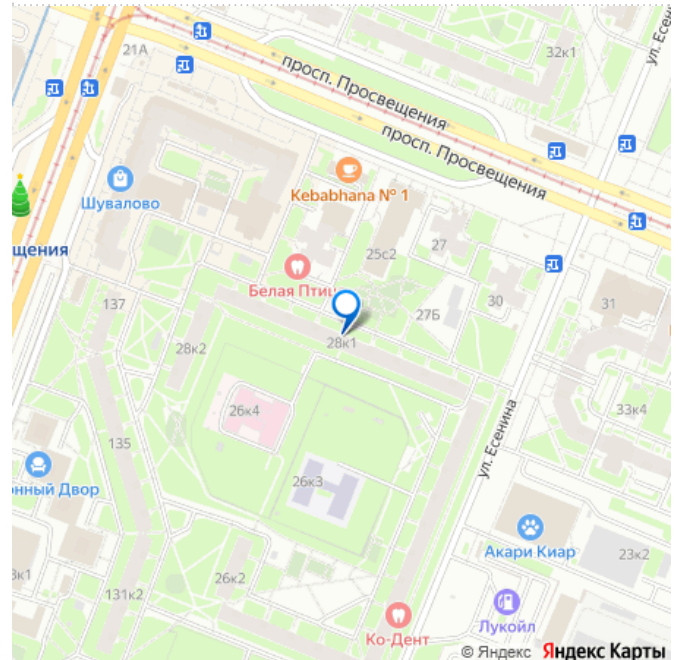 21А
32к1
ул. Есени
просп. Просвещения
просп. Просвещения
Шувалово
Kebabhana № 1
щения
25с2
27
Белая Птиц
30
31
137
27Б
28к1
28к2
26к4
33к4
135
ул. Есенина
онный Двор
26к3
Акари Киар
23к2
3к1
26к2
131к2
Лукойл
Ко-Дент
© Яндекс Яндекс Карты